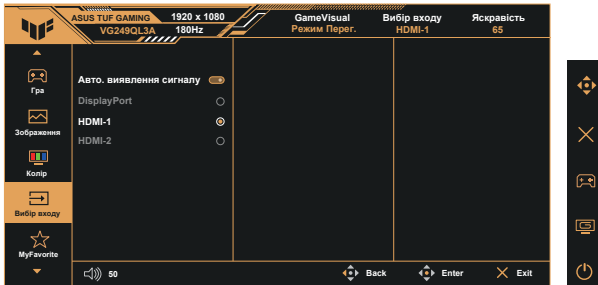 ASUS TUF GAMING 1920 x 1080
VG249QL3A 180Hz
GameVisual
Режим Перег.
Вибір входу
HDMI-1
Яскравість
65
Гра
Зображення
Колір
Вибір входу
MyFavorite
Авто. виявлення сигналу
DisplayPort
HDMI-1
HDMI-2
50
Back
Enter
Exit